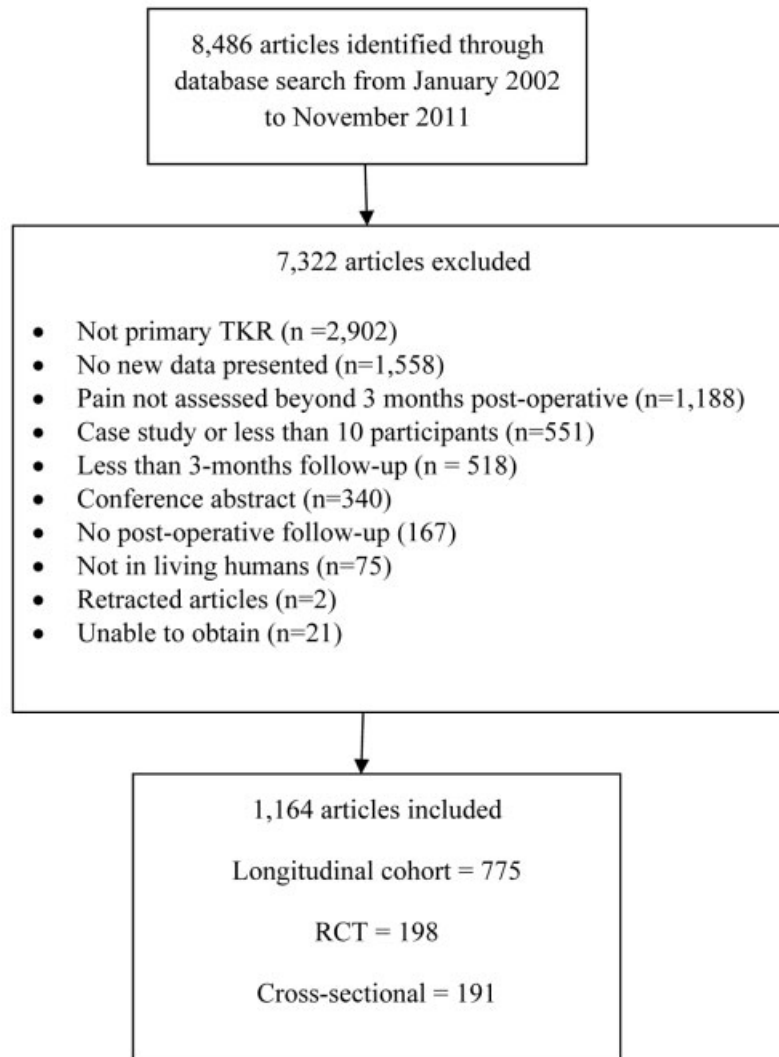 8,486 articles identified through
database search from January 2002
to November 2011
7,322 articles excluded
• Not primary TKR (n =2,902)
• No new data presented (n=1,558)
• Pain not assessed beyond 3 months post-operative (n=1,188)
• Case study or less than 10 participants (n=551)
• Less than 3-months follow-up (n = 518)
• Conference abstract (n=340)
• No post-operative follow-up (167)
• Not in living humans (n=75)
• Retracted articles (n=2)
• Unable to obtain (n=21)
1,164 articles included
Longitudinal cohort = 775
RCT = 198
Cross-sectional = 191